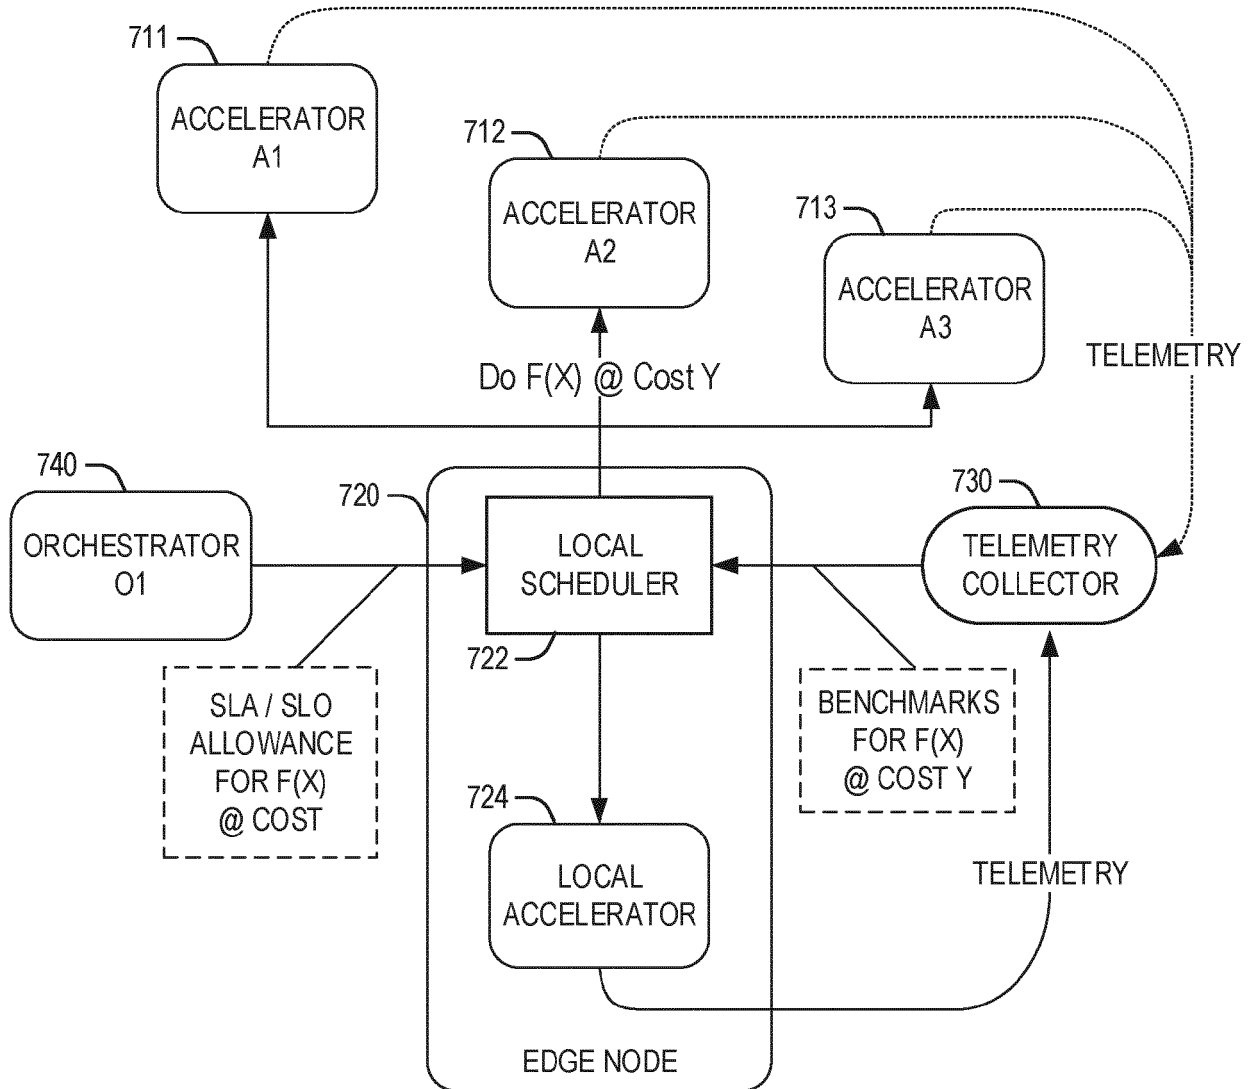 711
ACCELERATOR
A1
712
ACCELERATOR
A2
713
ACCELERATOR
A3
TELEMETRY
Do F(X) @ Cost Y
740
ORCHESTRATOR
O1
720
LOCAL
SCHEDULER
722
730
TELEMETRY
COLLECTOR
SLA / SLO
ALLOWANCE
FOR F(X)
@ COST
BENCHMARKS
FOR F(X)
@ COST Y
724
LOCAL
ACCELERATOR
TELEMETRY
EDGE NODE